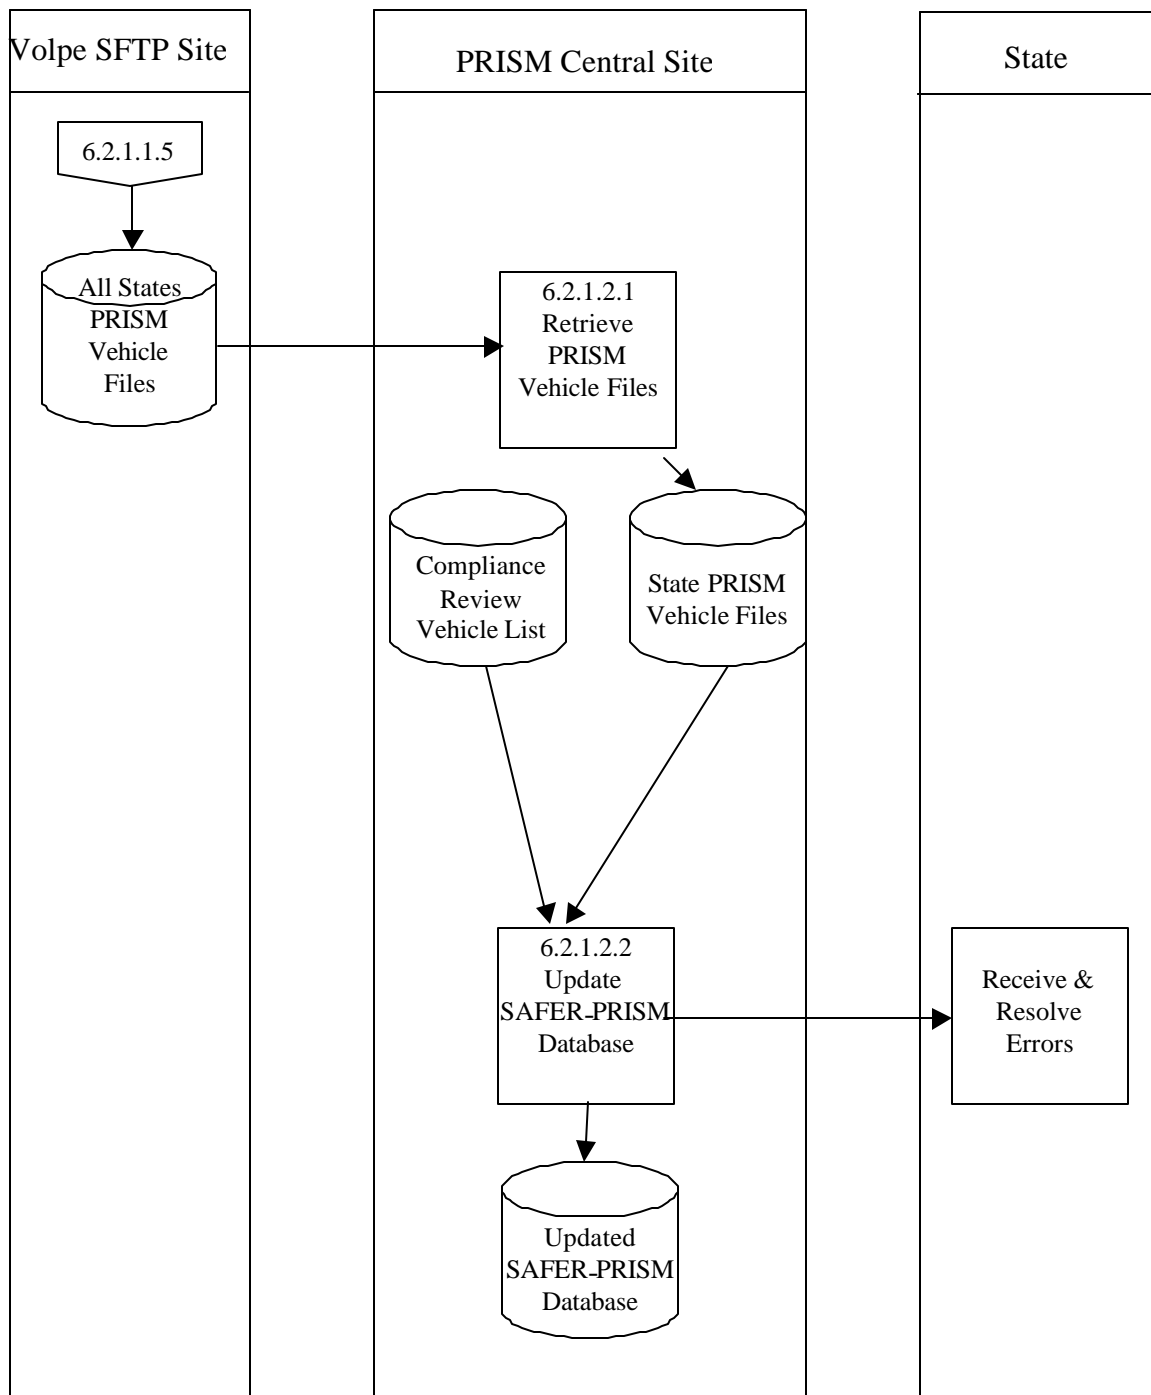 Volpe SFTP Site
PRISM Central Site
State
6.2.1.1.5
All States
PRISM
Vehicle
Files
6.2.1.2.1
Retrieve
PRISM
Vehicle Files
Compliance
Review
Vehicle List
State PRISM
Vehicle Files
6.2.1.2.2
Update
SAFER-PRISM
Database
Receive &
Resolve
Errors
Updated
SAFER-PRISM
Database